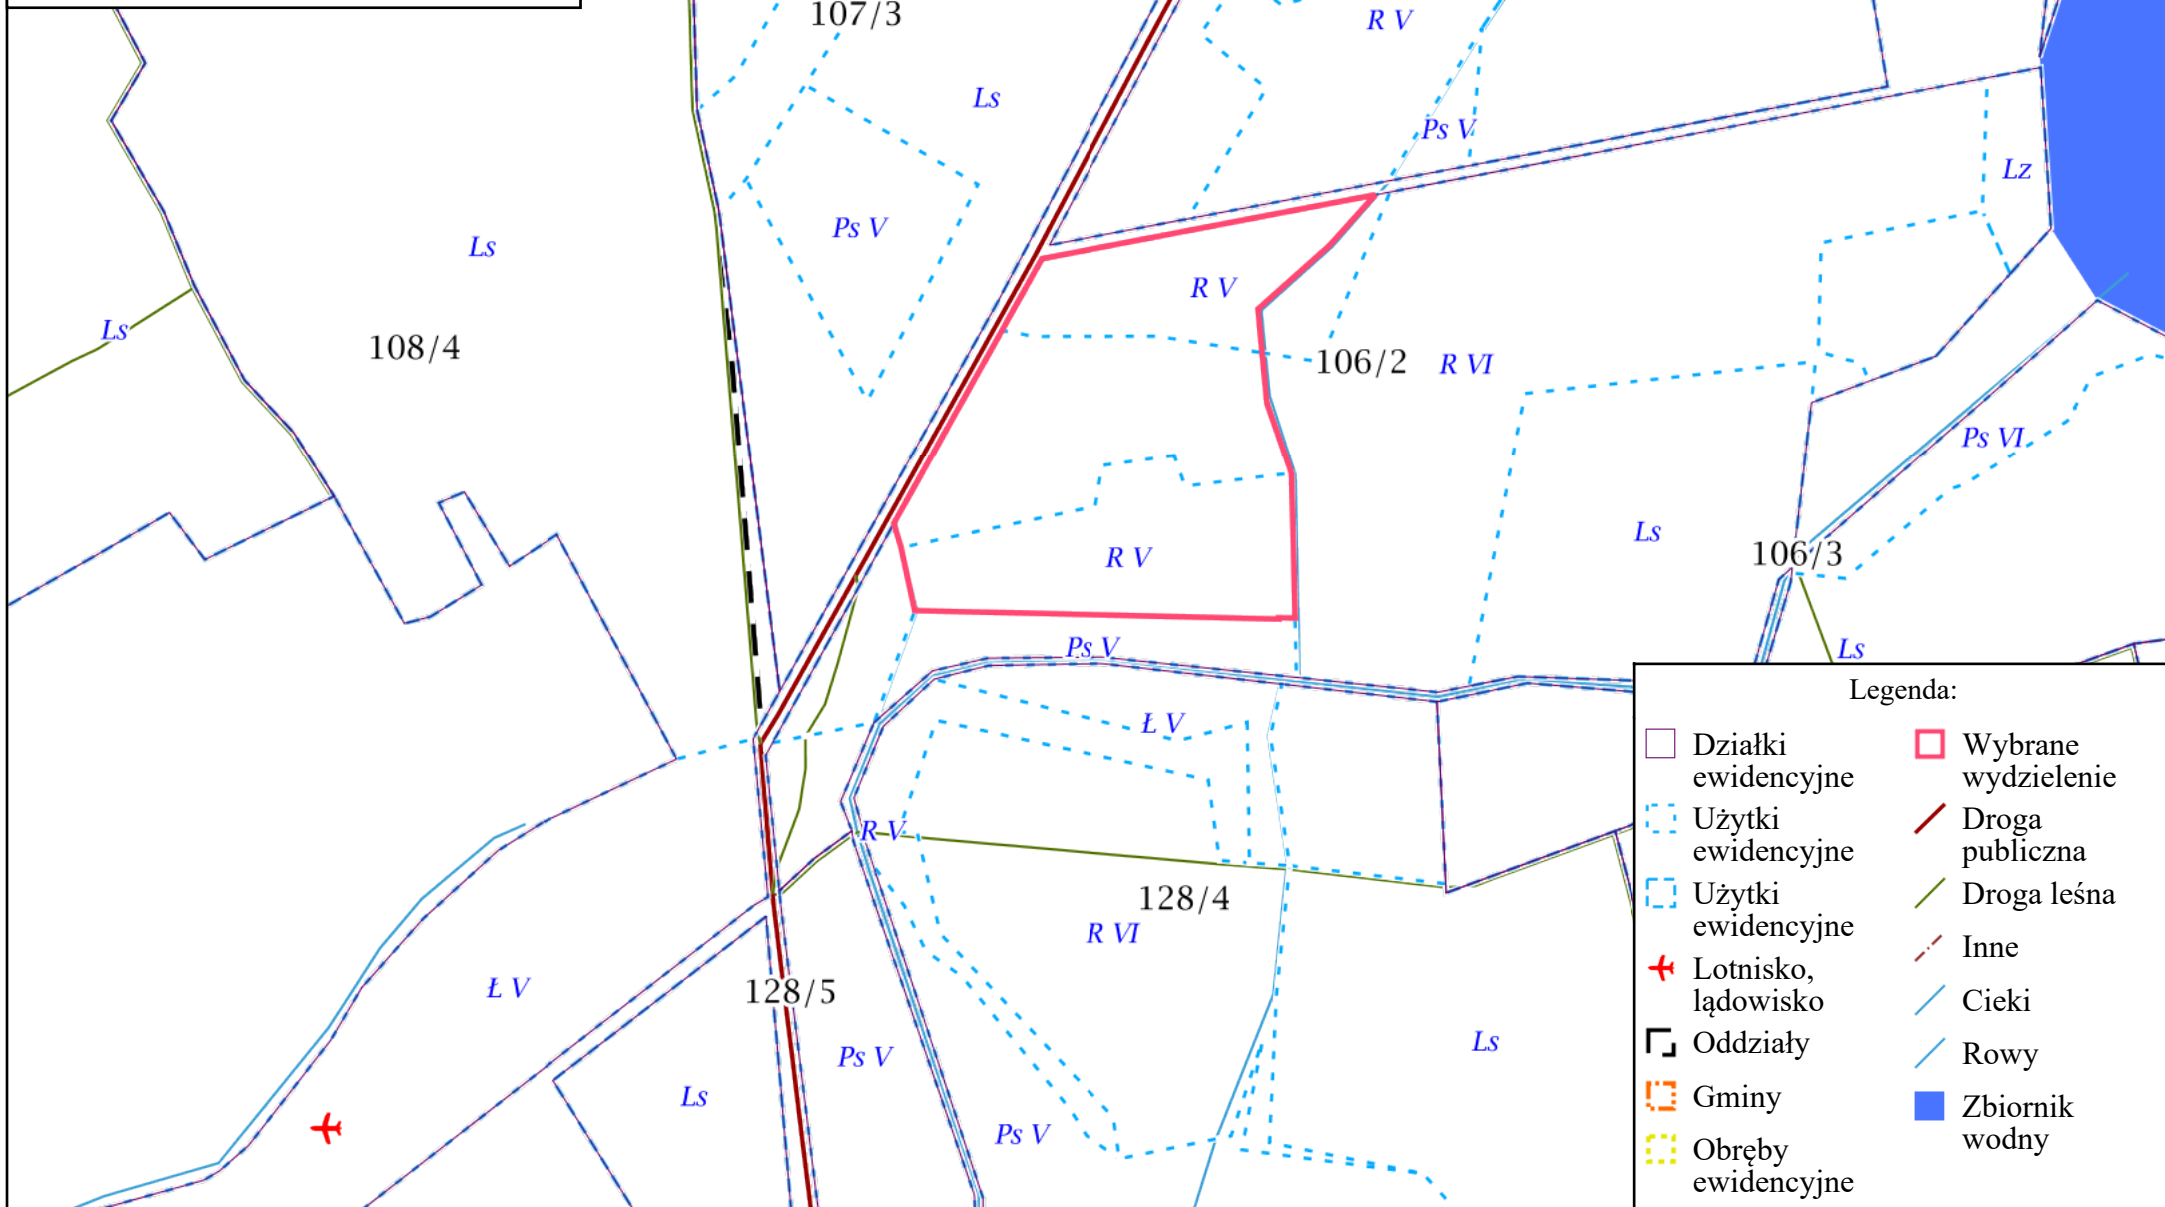 107/3
R V
Ls
Ps V
Lz
Ps V
Ls
R V
Ls
108/4
106/2
R VI
Ps VI
Ls
106/3
R V
Ps V
Ls
Ł V
R V
128/4
R VI
Ł V
128/5
Ps V
Ls
Ls
Ps V
Legenda:
Działki
ewidencyjne
Użytki
ewidencyjne
Użytki
ewidencyjne
Lotnisko,
lądowisko
Oddziały
Gminy
Obręby
ewidencyjne
Wybrane
wydzielenie
Droga
publiczna
Droga leśna
Inne
Cieki
Rowy
Zbiornik
wodny